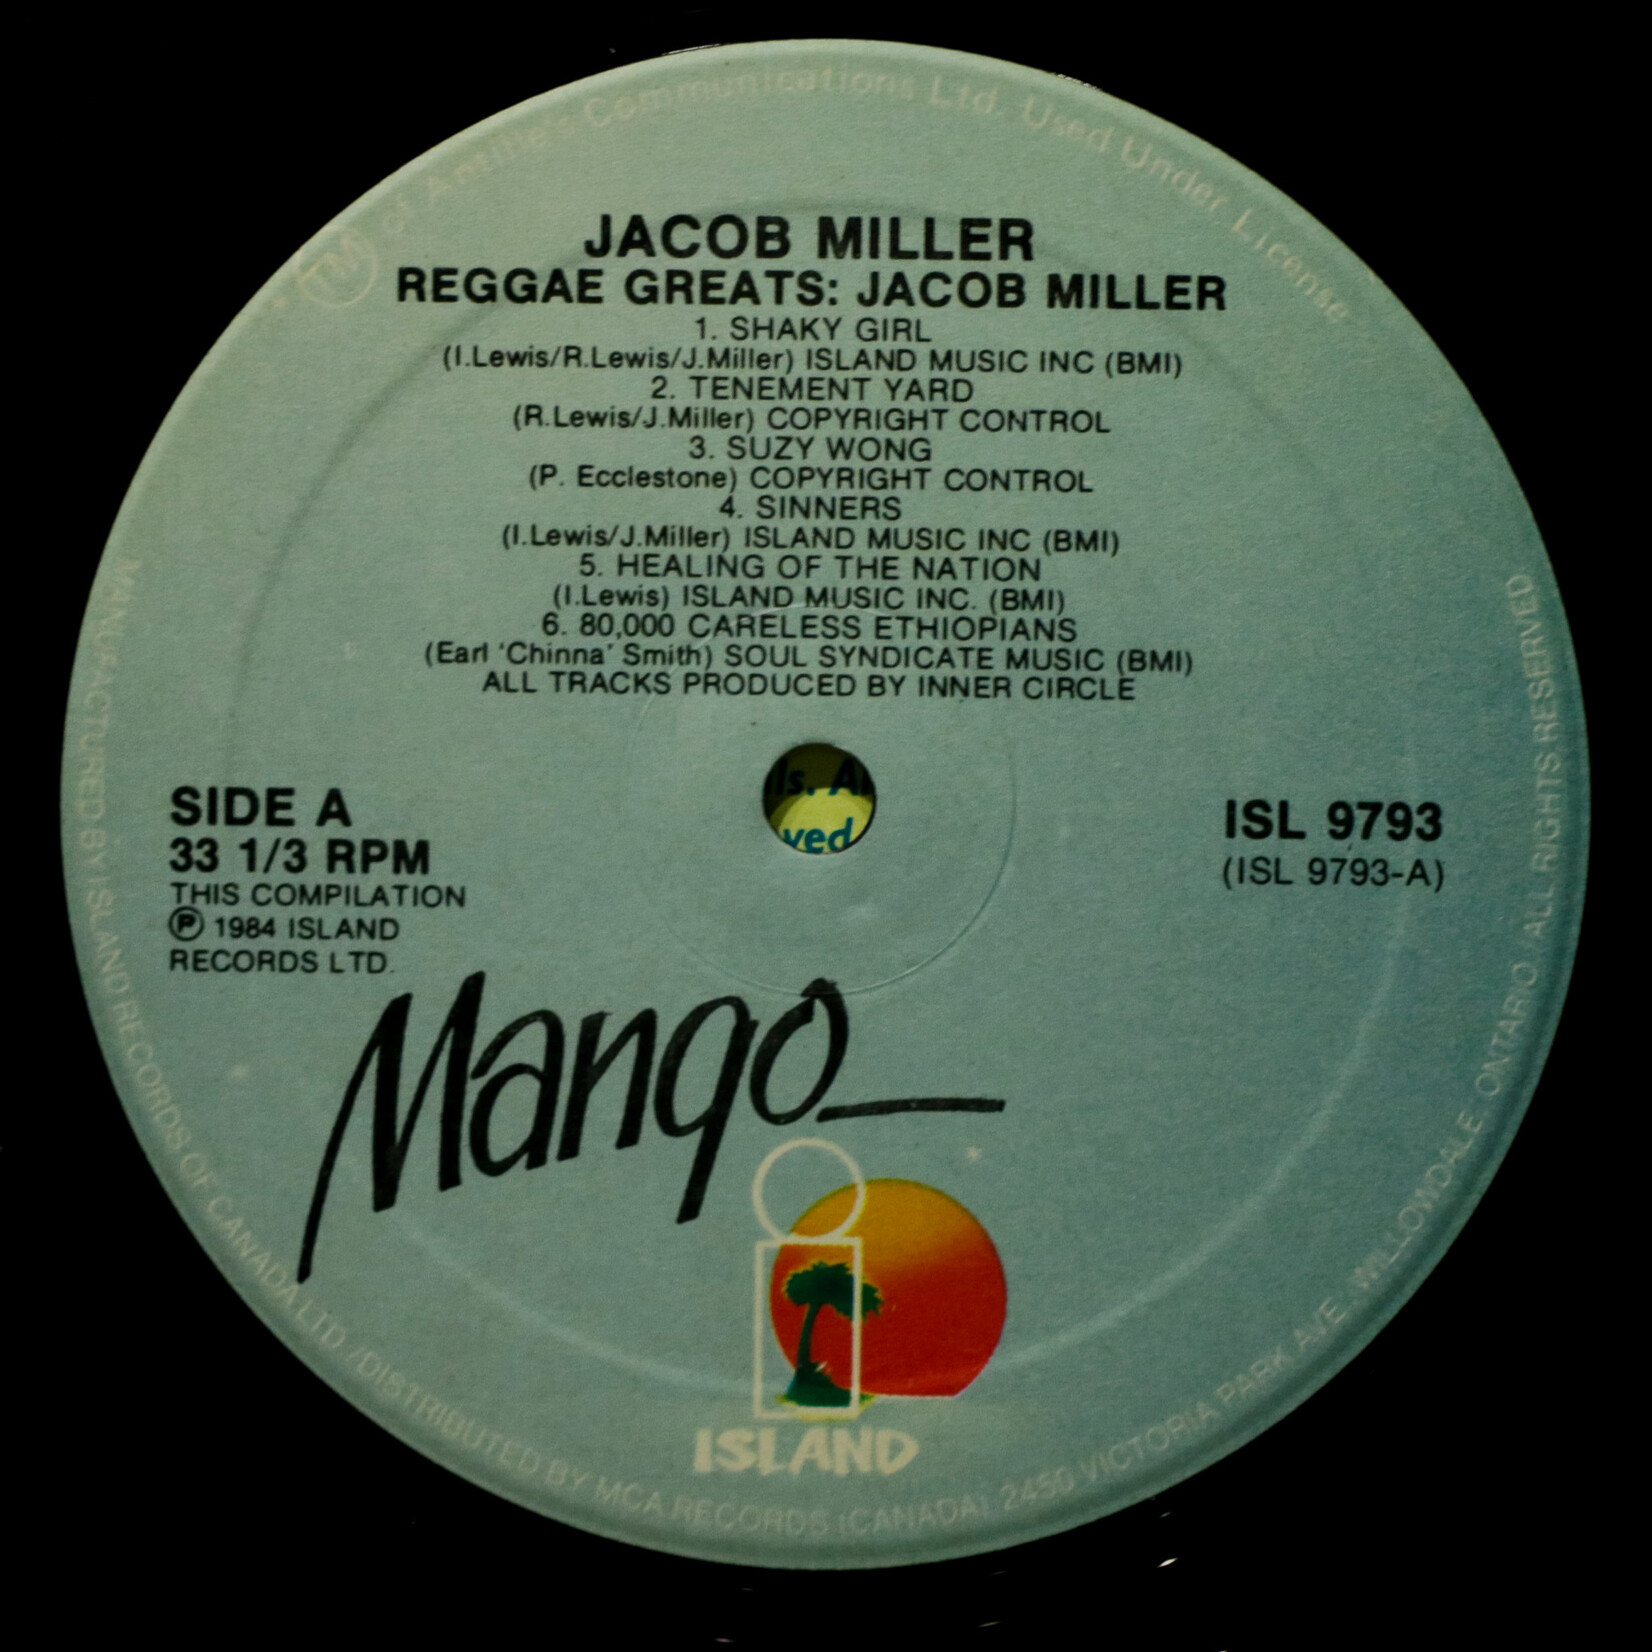 TM of Amille's Communications Ltd. Used Under License
JACOB MILLER
REGGAE GREATS: JACOB MILLER
1. SHAKY GIRL
(I.Lewis/R.Lewis/J.Miller) ISLAND MUSIC INC (BMI)
2. TENEMENT YARD
(R.Lewis/J.Miller) COPYRIGHT CONTROL
3. SUZY WONG
(P. Ecclestone) COPYRIGHT CONTROL
4. SINNERS
(I.Lewis/J.Miller) ISLAND MUSIC INC (BMI)
5. HEALING OF THE NATION
(I.Lewis) ISLAND MUSIC INC. (BMI)
6. 80,000 CARELESS ETHIOPIANS
(Earl 'Chinna' Smith) SOUL SYNDICATE MUSIC (BMI)
ALL TRACKS PRODUCED BY INNER CIRCLE
ved
SIDE A
33 1/3 RPM
THIS COMPILATION
Ⓟ 1984 ISLAND
RECORDS LTD.
ISL 9793
(ISL 9793-A)
Mango
ISLAND
MANUFACTURED BY ISLAND RECORDS OF CANADA LTD./DISTRIBUTED BY MCA RECORDS (CANADA) 2450 VICTORIA PARK AVE. WILLOWDALE, ONTARIO / ALL RIGHTS RESERVED